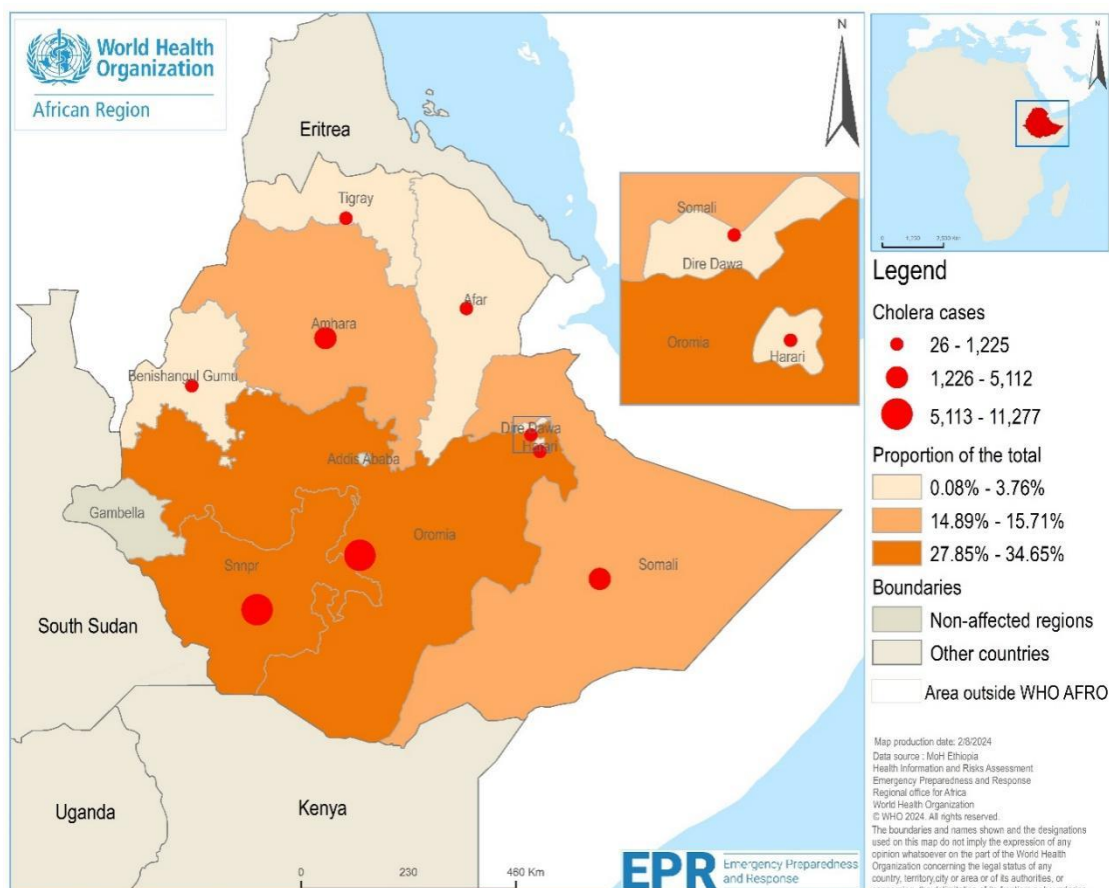 World Health
Organization
African Region
N
Eritrea
Tigray
Afar
Amhara
Benishangul Gumu
Dire Dawa
Harari
Addis Ababa
Gambella
Oromia
Snnpr
Somali
South Sudan
Uganda
Kenya
0 230 460 Km
EPR Emergency Preparedness
and Response
Somali
Dire Dawa
Oromia
Harari
N
0
Legend
Cholera cases
26 - 1,225
1,226 - 5,112
5,113 - 11,277
Proportion of the total
0.08% - 3.76%
14.89% - 15.71%
27.85% - 34.65%
Boundaries
Non-affected regions
Other countries
Area outside WHO AFRO
Map production date: 2/8/2024
Data source : MoH Ethiopia
Health Information and Risks Assessment
Emergency Preparedness and Response
Regional office for Africa
World Health Organization
© WHO 2024. All rights reserved.
The boundaries and names shown and the designations
used on this map do not imply the expression of any
opinion whatsoever on the part of the World Health
Organization concerning the legal status of any
country, territory,city or area or of its authorities, or